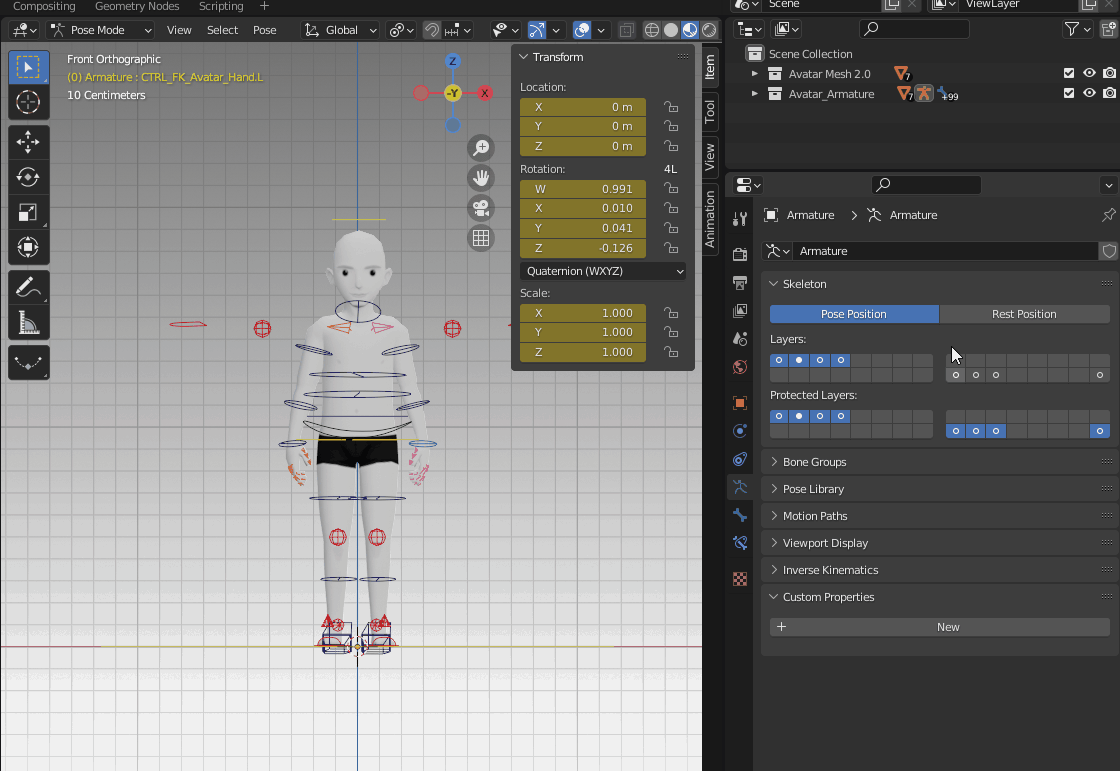 Compositing Geometry Nodes Scripting +
Scene ViewLayer
Pose Mode View Select Pose Global
Front Orthographic
(0) Armature : CTRL_FK_Avatar_Hand.L
10 Centimeters
Z
-Y
X
Transform
Location:
X 0 m
Y 0 m
Z 0 m
Rotation: 4L
W 0.991
X 0.010
Y 0.041
Z -0.126
Quaternion (WXYZ)
Scale:
X 1.000
Y 1.000
Z 1.000
Item
Tool
View
Animation
Scene Collection
Avatar Mesh 2.0 7
Avatar_Armature 7 +99
Armature > Armature
Armature
Skeleton
Pose Position Rest Position
Layers:
Protected Layers:
Bone Groups
Pose Library
Motion Paths
Viewport Display
Inverse Kinematics
Custom Properties
+ New